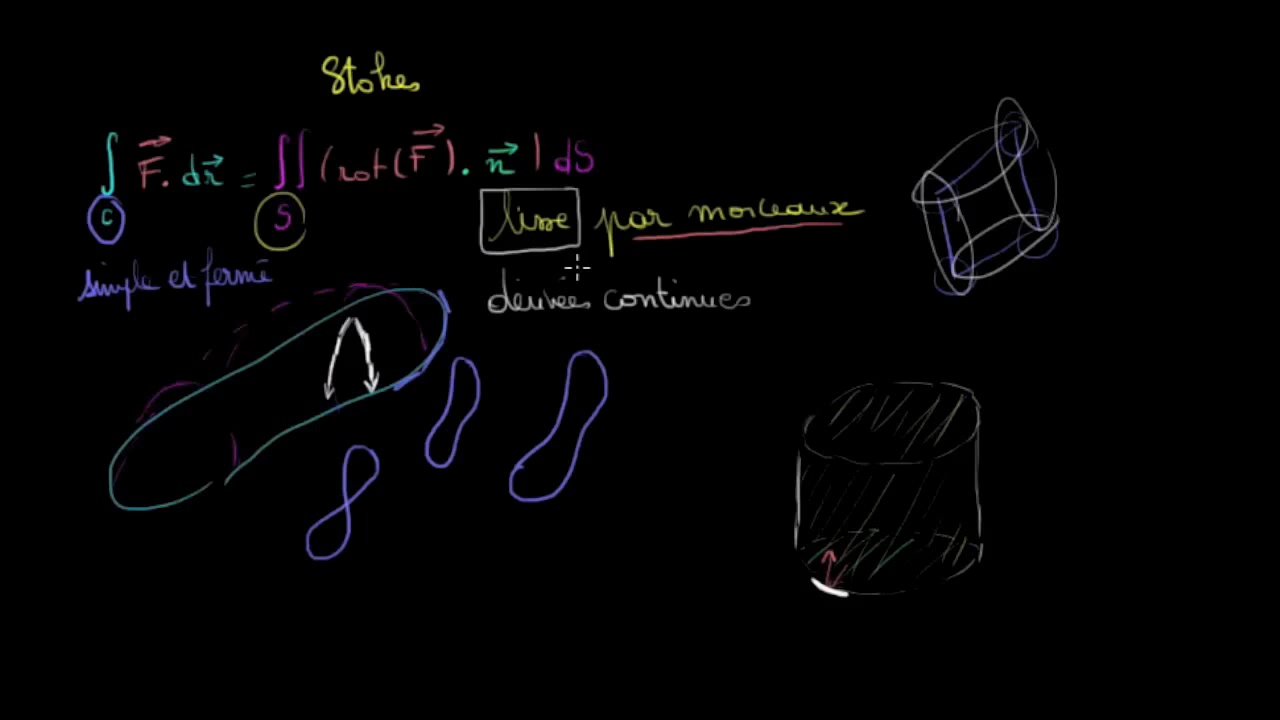 Stokes
∫ F⃗. dr⃗ = ∬ (rot(F⃗). n⃗) dS
C S lisse par morceaux
simple et fermé
dérivées continues